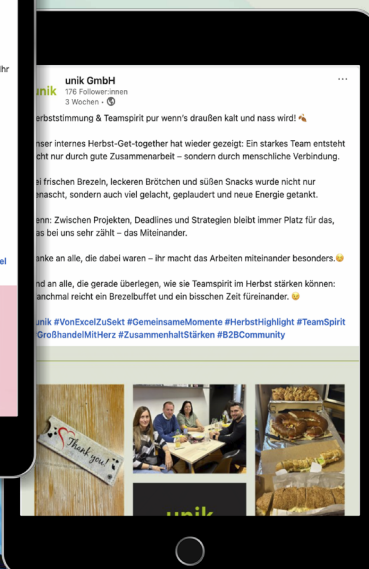 Ihr
el
unik
unik GmbH
176 Follower:innen
3 Wochen •
erbststimmung & Teamspirit pur wenn's draußen kalt und nass wird!
nser internes Herbst-Get-together hat wieder gezeigt: Ein starkes Team entsteht
cht nur durch gute Zusammenarbeit – sondern durch menschliche Verbindung.
ei frischen Brezeln, leckeren Brötchen und süßen Snacks wurde nicht nur
enascht, sondern auch viel gelacht, geplaudert und neue Energie getankt.
enn: Zwischen Projekten, Deadlines und Strategien bleibt immer Platz für das,
as bei uns sehr zählt – das Miteinander.
anke an alle, die dabei waren – ihr macht das Arbeiten miteinander besonders.
nd an alle, die gerade überlegen, wie sie Teamspirit im Herbst stärken können:
anchmal reicht ein Brezelbuffet und ein bisschen Zeit füreinander.
unik #VonExcelZuSekt #GemeinsameMomente #HerbstHighlight #TeamSpirit
GroßhandelMitHerz #ZusammenhaltStärken #B2BCommunity
Thank you!
unik